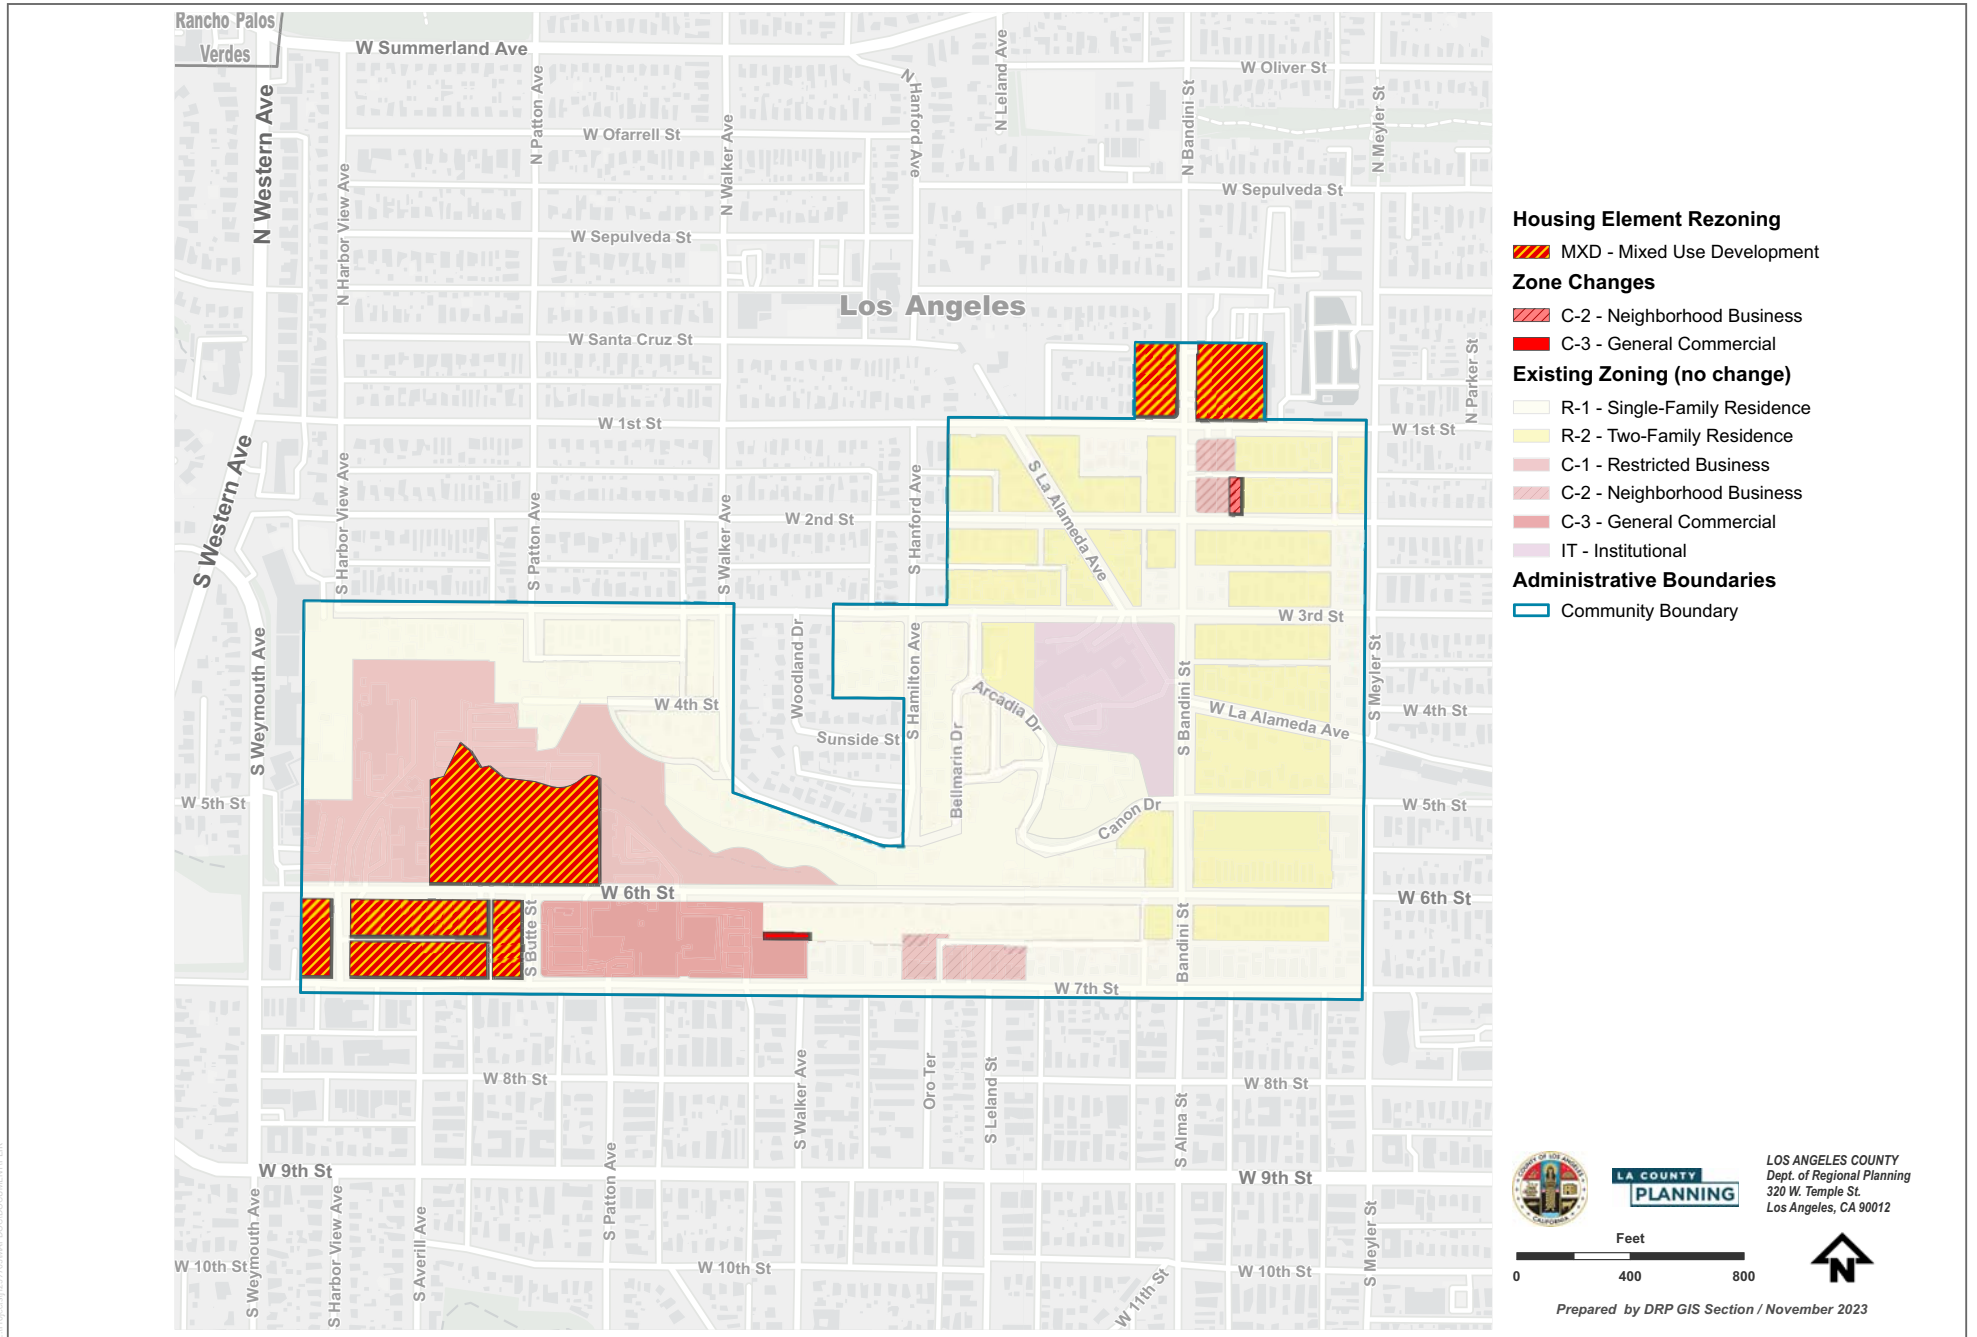 Rancho Palos
Verdes
W Summerland Ave
N Western Ave
N Harbor View Ave
N Patton Ave
W Ofarrell St
N Walker Ave
N Hanford Ave
N Leland Ave
W Oliver St
N Bandini St
N Meyler St
W Sepulveda St
W Sepulveda St
Los Angeles
W Santa Cruz St
N Parker St
W 1st St
W 1st St
S Western Ave
S Harbor View Ave
S Patton Ave
S Walker Ave
W 2nd St
S Hanford Ave
S La Alameda Ave
W 3rd St
S Weymouth Ave
Woodland Dr
S Hamilton Ave
W 4th St
Sunside St
Arcadia Dr
Bellmarin Dr
S Bandini St
W La Alameda Ave
S Meyler St
W 4th St
W 5th St
Canon Dr
W 5th St
W 6th St
W 6th St
S Butte St
Bandini St
W 7th St
W 8th St
S Walker Ave
Oro Ter
S Leland St
S Alma St
W 8th St
W 9th St
W 9th St
S Weymouth Ave
S Harbor View Ave
S Averill Ave
S Patton Ave
S Meyler St
W 10th St
W 10th St
W 11th St
W 10th St
Housing Element Rezoning
MXD - Mixed Use Development
Zone Changes
C-2 - Neighborhood Business
C-3 - General Commercial
Existing Zoning (no change)
R-1 - Single-Family Residence
R-2 - Two-Family Residence
C-1 - Restricted Business
C-2 - Neighborhood Business
C-3 - General Commercial
IT - Institutional
Administrative Boundaries
Community Boundary
COUNTY OF LOS ANGELES
CALIFORNIA
LA COUNTY
PLANNING
LOS ANGELES COUNTY
Dept. of Regional Planning
320 W. Temple St.
Los Angeles, CA 90012
Feet
0 400 800
N
Prepared by DRP GIS Section / November 2023